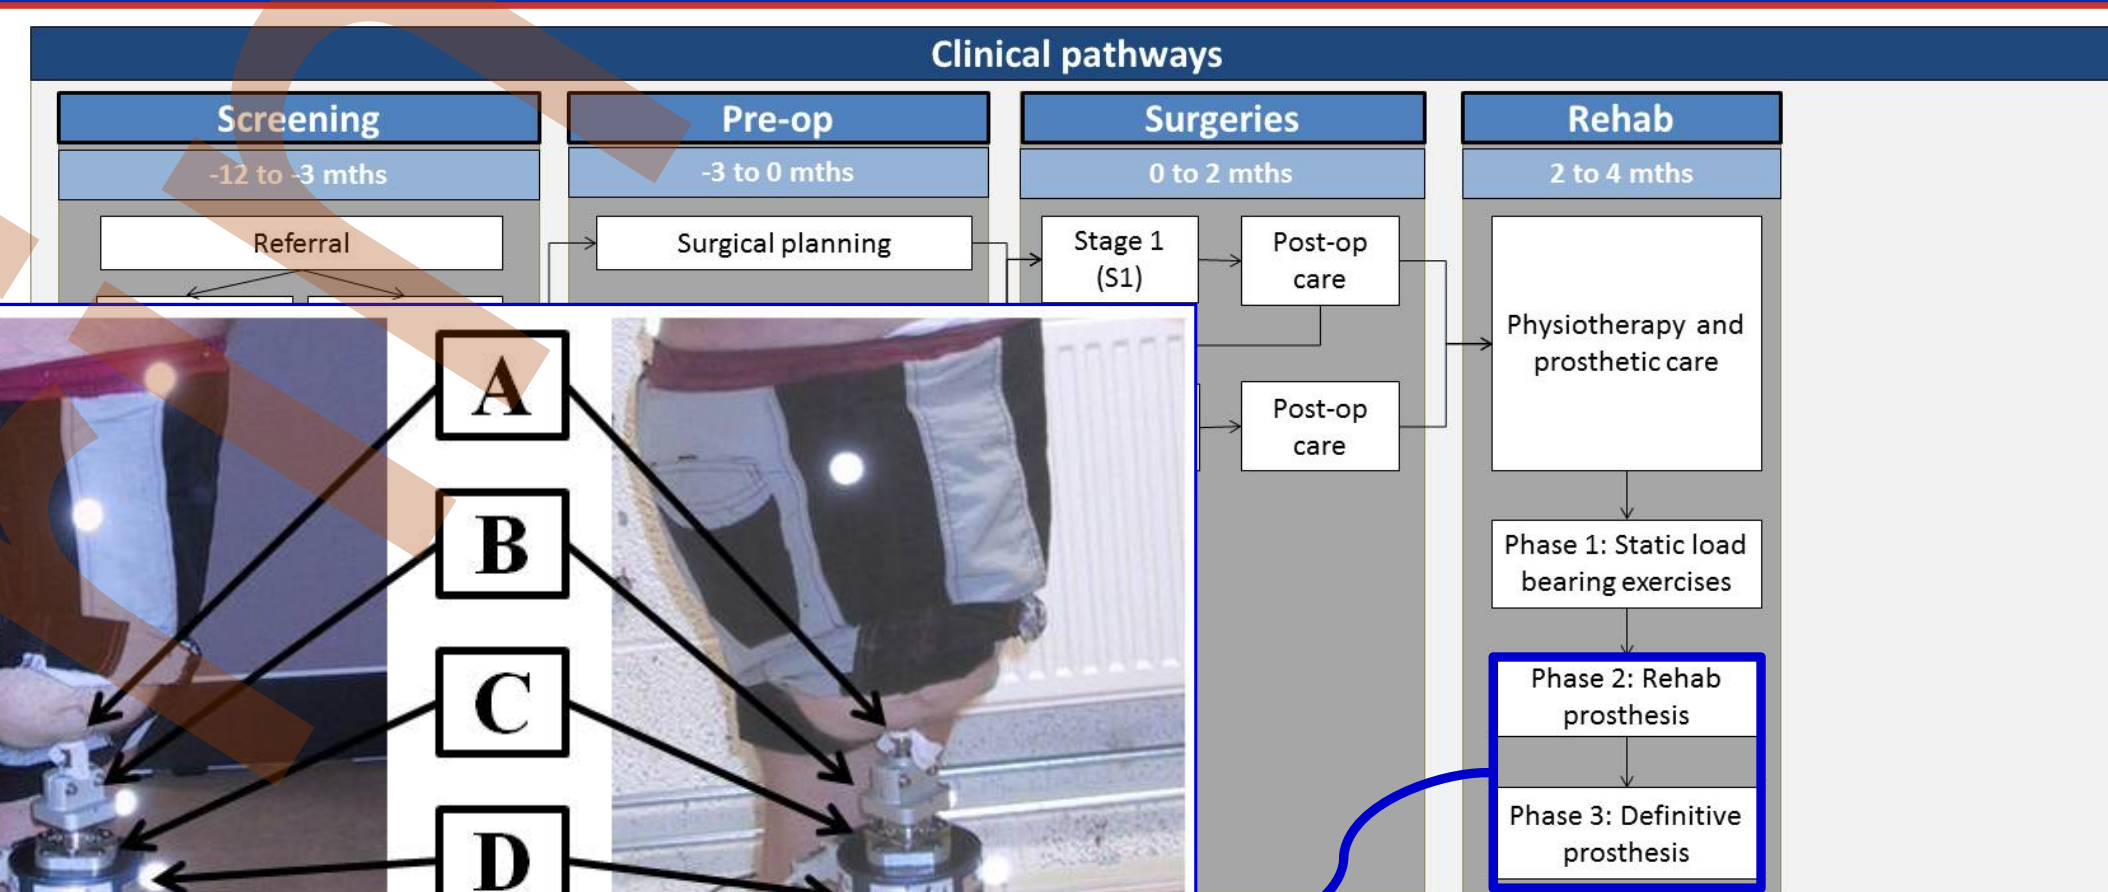 Clinical pathways
Screening
-12 to -3 mths
Referral
Pre-op
-3 to 0 mths
Surgical planning
Surgeries
0 to 2 mths
Stage 1
(S1)
Post-op
care
Post-op
care
Rehab
2 to 4 mths
Physiotherapy and
prosthetic care
Phase 1: Static load
bearing exercises
Phase 2: Rehab
prosthesis
Phase 3: Definitive
prosthesis
A
B
C
D